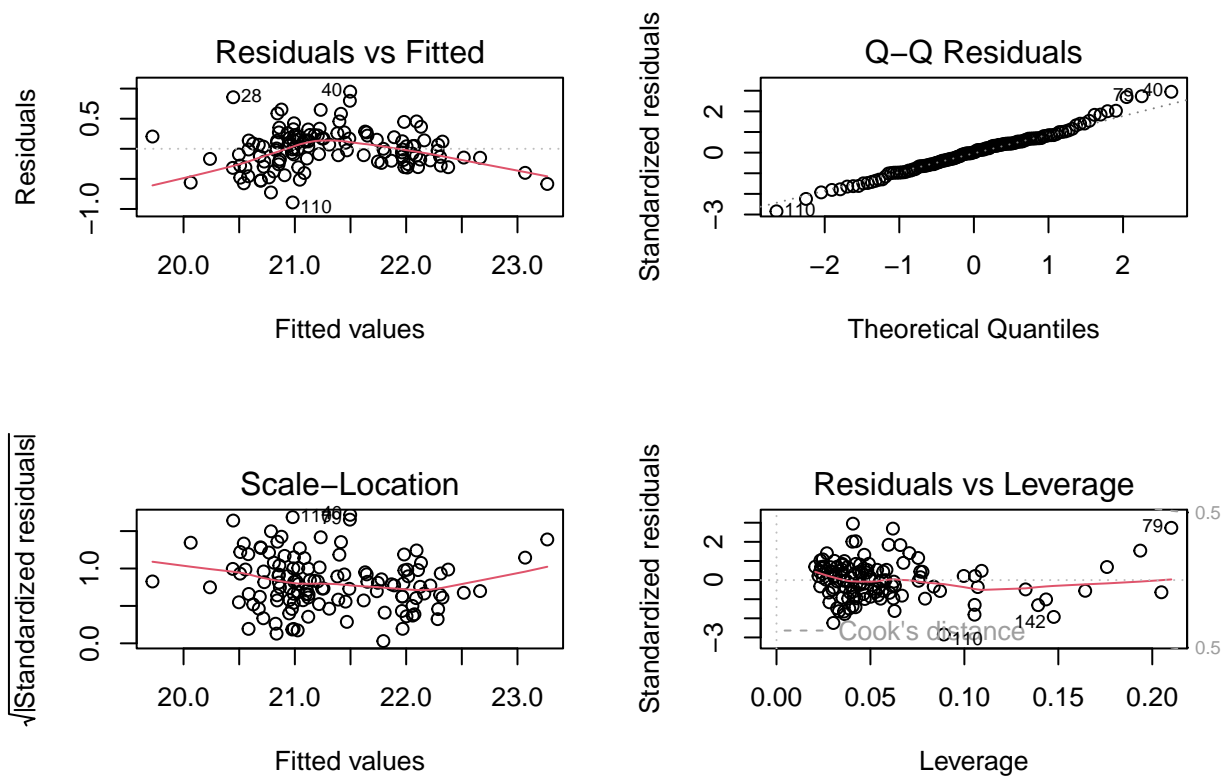 Residuals vs Fitted
Residuals
0.5
−1.0
28
40
110
20.0 21.0 22.0 23.0
Fitted values
Q−Q Residuals
Standardized residuals
2
0
−3
79
40
110
−2 −1 0 1 2
Theoretical Quantiles
Scale−Location
√|Standardized residuals|
1.0
0.0
110
79
40
20.0 21.0 22.0 23.0
Fitted values
Residuals vs Leverage
Standardized residuals
2
0
−3
79
142
110
Cook's distance
0.5
0.5
0.00 0.05 0.10 0.15 0.20
Leverage